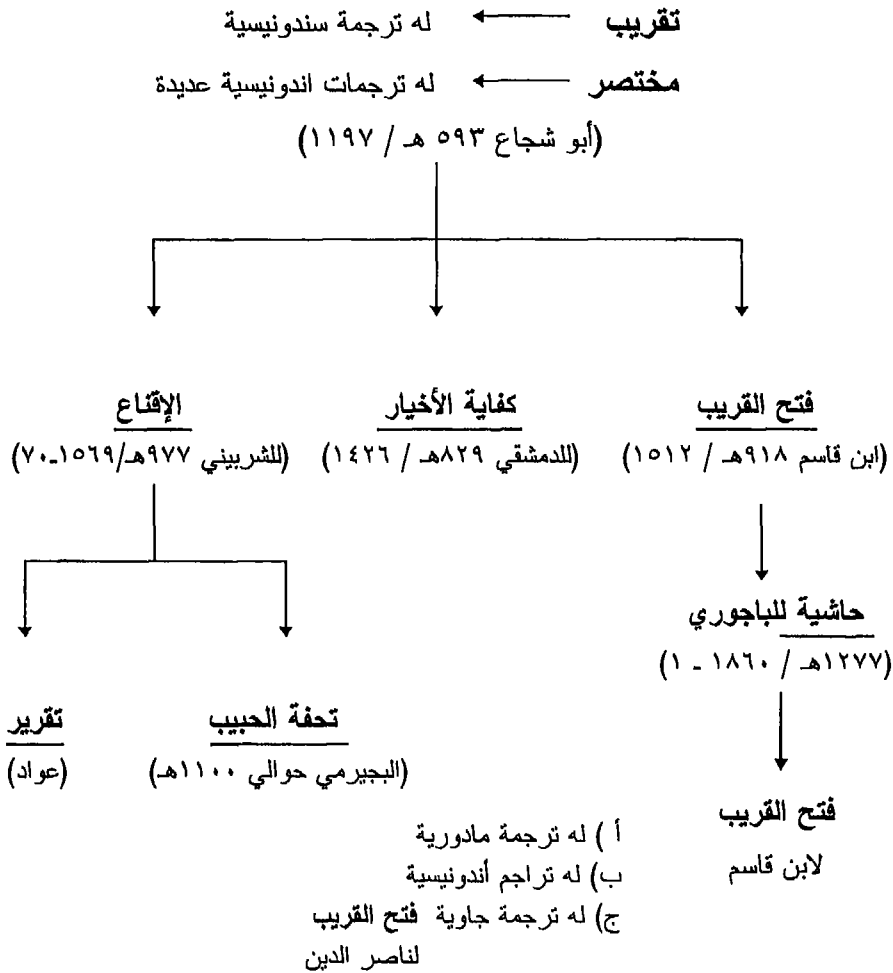 تقريب ← له ترجمة سندونيسية
مختصر ← له ترجمات اندونيسية عديدة
(أبو شجاع ٥٩٣ هـ / ١١٩٧)
فتح القريب
(ابن قاسم ٩١٨هـ / ١٥١٢)
كفاية الأخيار
(للدمشقي ٨٢٩هـ / ١٤٢٦)
الإقناع
(للشربيني ٩٧٧هـ/١٥٦٩ـ٧٠)
حاشية للباجوري
(١٢٧٧هـ / ١٨٦٠ - ١)
تحفة الحبيب
(البجيرمي حوالي ١١٠٠هـ)
تقرير
(عواد)
فتح القريب
لابن قاسم
أ ) له ترجمة مادورية
ب) له تراجم أندونيسية
ج) له ترجمة جاوية فتح القريب
لناصر الدين